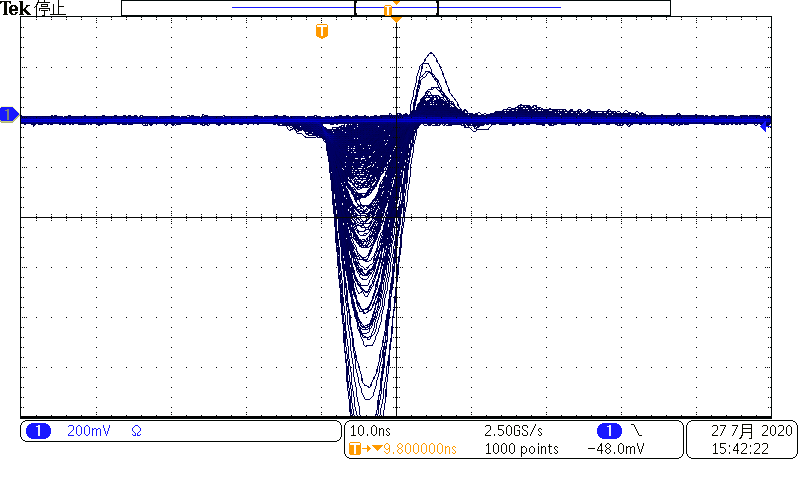 Tek 停止
T
T
1
1 200mV Ω
10.0ns 2.50GS/s 1 -48.0mV
T→▼9.800000ns 1000 points
27 7月 2020
15:42:22